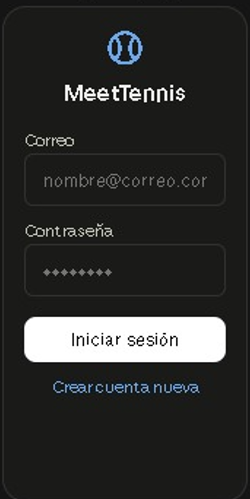 MeetTennis
Correo
nombre@correo.cor
Contraseña
Iniciar sesión
Crear cuenta nueva